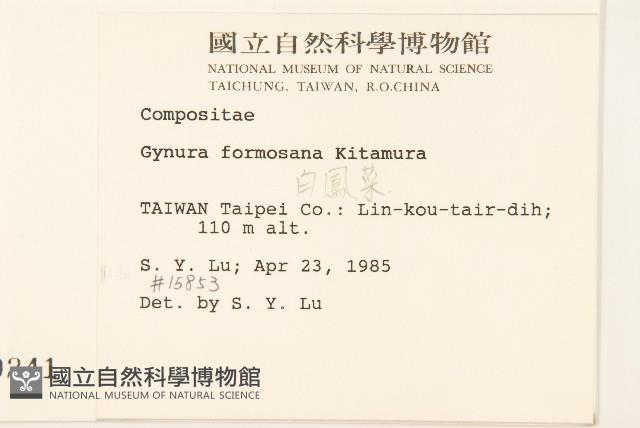 國立自然科學博物館
NATIONAL MUSEUM OF NATURAL SCIENCE
TAICHUNG, TAIWAN, R.O.CHINA
Compositae
Gynura formosana Kitamura
白鳳菜
TAIWAN Taipei Co.: Lin-kou-tair-dih;
110 m alt.
S. Y. Lu; Apr 23, 1985
#15853
Det. by S. Y. Lu
國立自然科學博物館
NATIONAL MUSEUM OF NATURAL SCIENCE